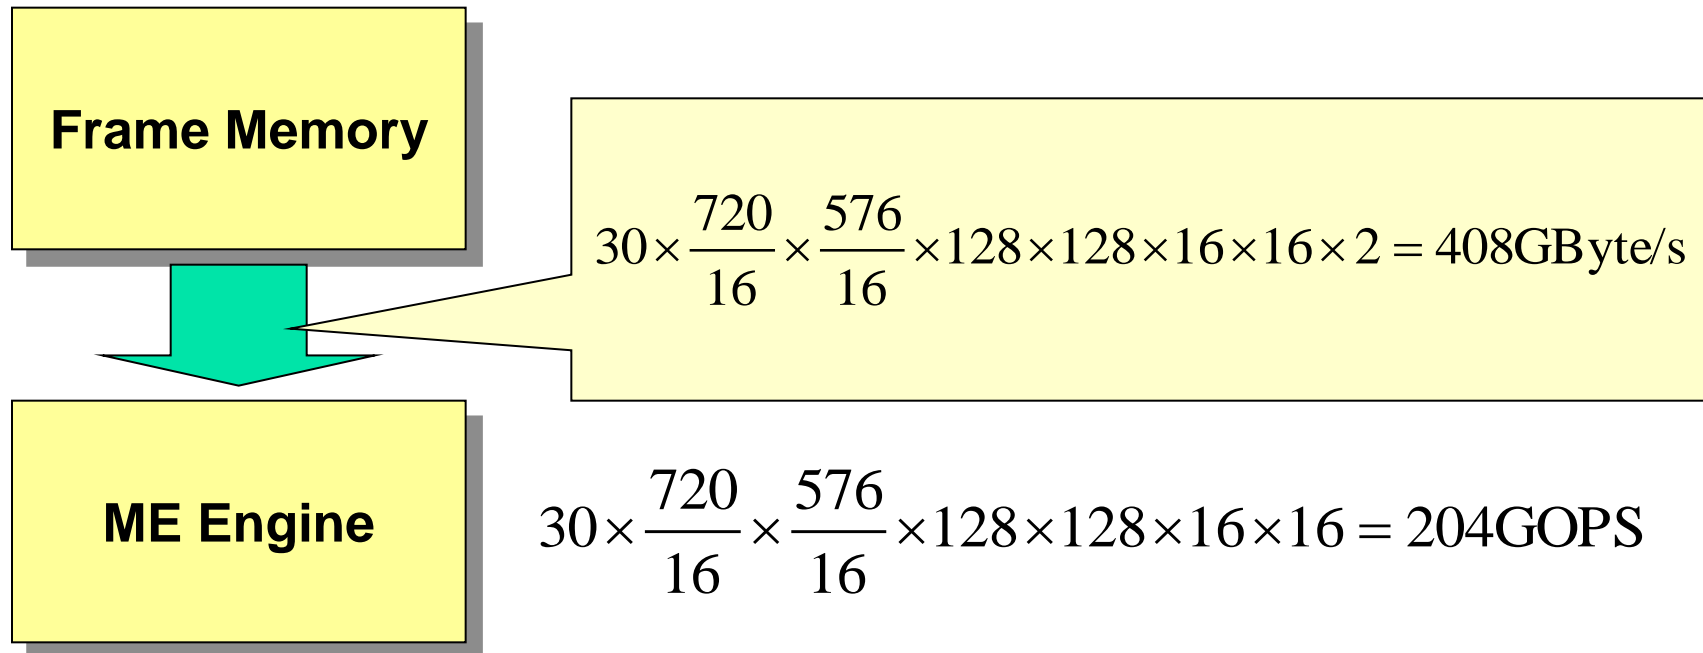 Frame Memory
30 × 720/16 × 576/16 × 128 × 128 × 16 × 16 × 2 = 408GByte/s
ME Engine
30 × 720/16 × 576/16 × 128 × 128 × 16 × 16 = 204GOPS